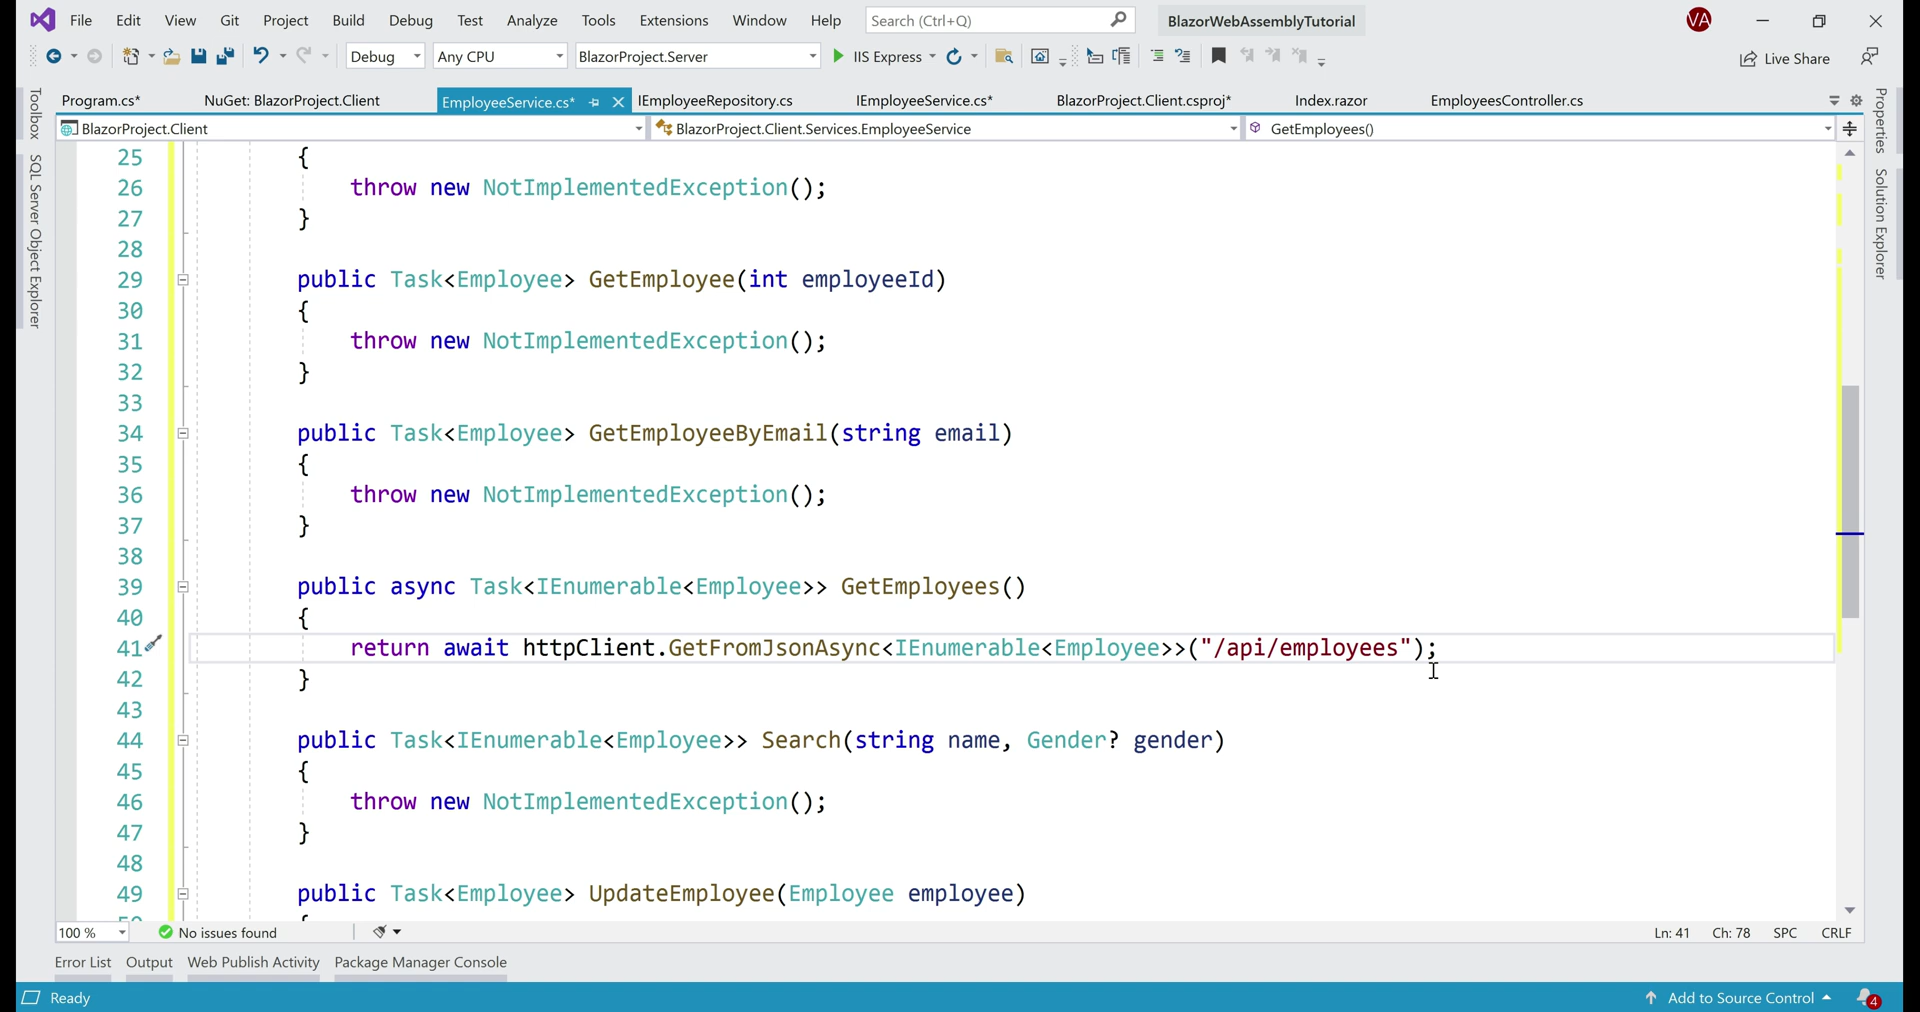 File Edit View Git Project Build Debug Test Analyze Tools Extensions Window Help Search (Ctrl+Q) BlazorWebAssemblyTutorial VA
Debug Any CPU BlazorProject.Server IIS Express Live Share
Program.cs* NuGet: BlazorProject.Client EmployeeService.cs* IEmployeeRepository.cs IEmployeeService.cs* BlazorProject.Client.csproj* Index.razor EmployeesController.cs
BlazorProject.Client BlazorProject.Client.Services.EmployeeService GetEmployees()
Toolbox
SQL Server Object Explorer
Properties
Solution Explorer
25 {
26 throw new NotImplementedException();
27 }
28
29 public Task<Employee> GetEmployee(int employeeId)
30 {
31 throw new NotImplementedException();
32 }
33
34 public Task<Employee> GetEmployeeByEmail(string email)
35 {
36 throw new NotImplementedException();
37 }
38
39 public async Task<IEnumerable<Employee>> GetEmployees()
40 {
41 return await httpClient.GetFromJsonAsync<IEnumerable<Employee>>("/api/employees");
42 }
43
44 public Task<IEnumerable<Employee>> Search(string name, Gender? gender)
45 {
46 throw new NotImplementedException();
47 }
48
49 public Task<Employee> UpdateEmployee(Employee employee)
50 {
100 % No issues found Ln: 41 Ch: 78 SPC CRLF
Error List Output Web Publish Activity Package Manager Console
Ready Add to Source Control 4